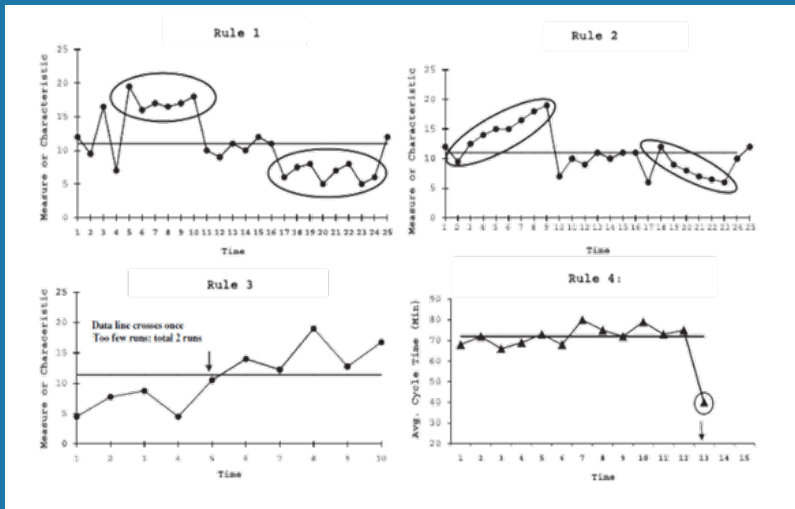 Rule 1
Measure or Characteristic
25
20
15
10
5
0
1 2 3 4 5 6 7 8 9 10 11 12 13 14 15 16 17 18 19 20 21 22 23 24 25
Time
Rule 2
Measure or Characteristic
25
20
15
10
5
0
1 2 3 4 5 6 7 8 9 10 11 12 13 14 15 16 17 18 19 20 21 22 23 24 25
Time
Rule 3
Measure or Characteristic
25
20
15
10
5
0
Data line crosses once
Too few runs: total 2 runs
1 2 3 4 5 6 7 8 9 10
Time
Rule 4:
Avg. Cycle Time (Min)
90
80
70
60
50
40
30
20
1 2 3 4 5 6 7 8 9 10 11 12 13 14 15
Time